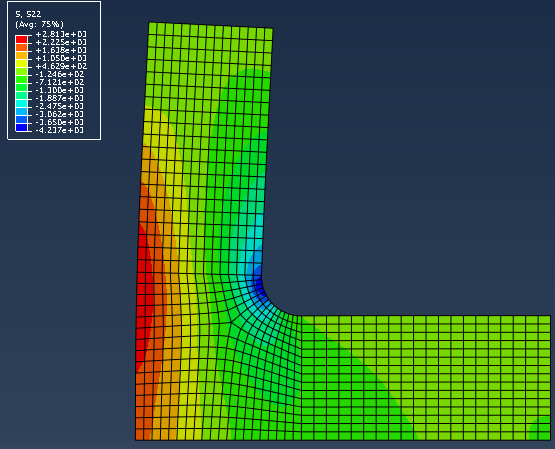 S, S22
(Avg: 75%)
+2.813e+03
+2.225e+03
+1.638e+03
+1.050e+03
+4.629e+02
-1.246e+02
-7.121e+02
-1.300e+03
-1.887e+03
-2.475e+03
-3.062e+03
-3.650e+03
-4.237e+03